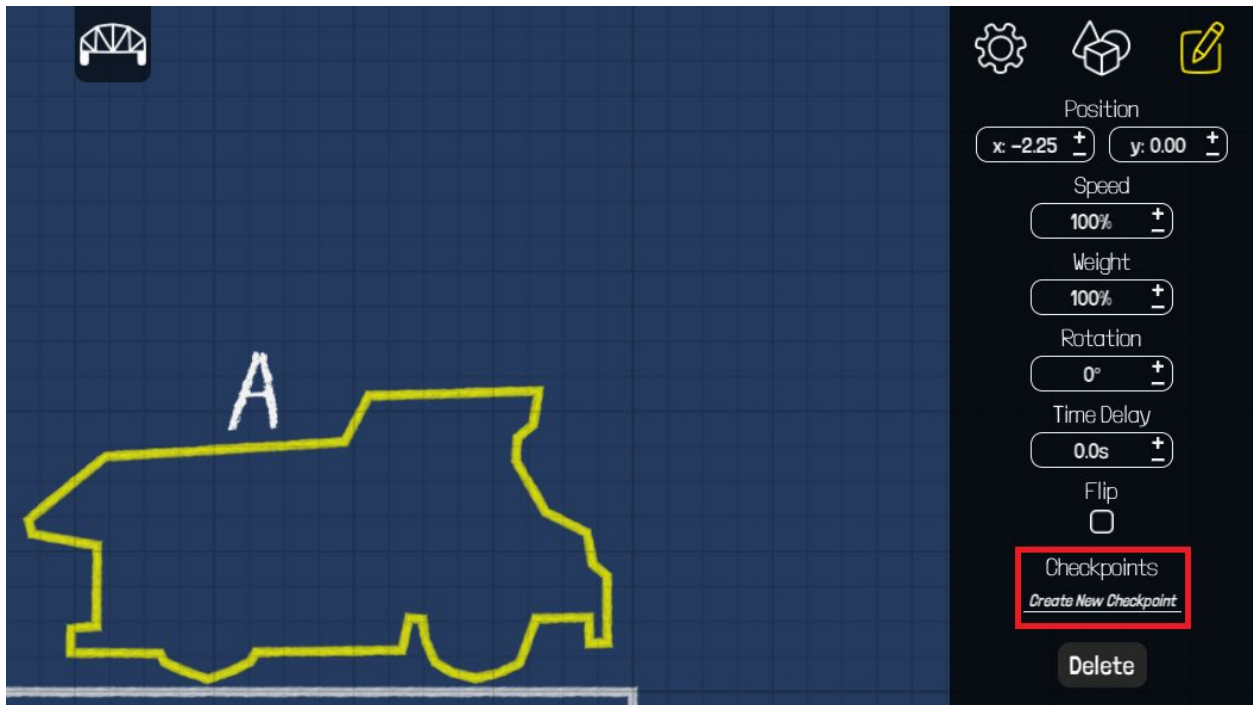 A
Position
x: -2.25 + − y: 0.00 + −
Speed
100% + −
Weight
100% + −
Rotation
0° + −
Time Delay
0.0s + −
Flip
Checkpoints
Create New Checkpoint
Delete